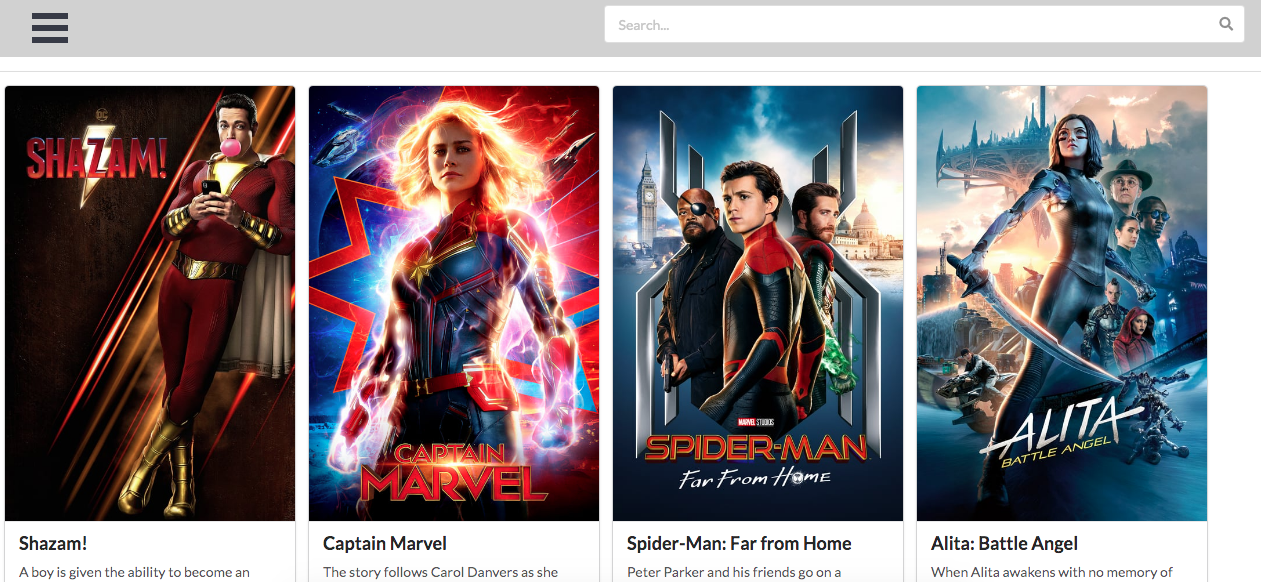 Search...
DC
SHAZAM!
CAPTAIN
MARVEL
MARVEL STUDIOS
SPIDER-MAN
Far From Home
ALITA
BATTLE ANGEL
Shazam!
Captain Marvel
Spider-Man: Far from Home
Alita: Battle Angel
A boy is given the ability to become an
The story follows Carol Danvers as she
Peter Parker and his friends go on a
When Alita awakens with no memory of